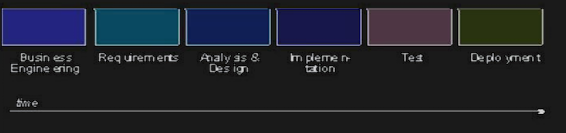 Business
Engineering
Requirements
Analysis &
Design
Implemen-
tation
Test
Deployment
time